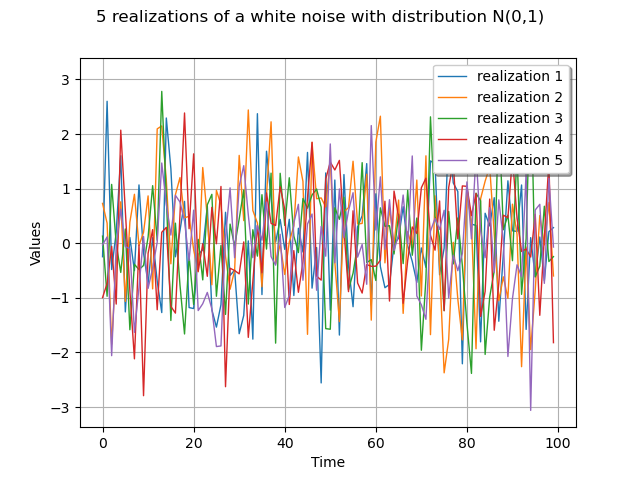 5 realizations of a white noise with distribution N(0,1)
realization 1
realization 2
realization 3
realization 4
realization 5
Values
3
2
1
0
−1
−2
−3
0 20 40 60 80 100
Time